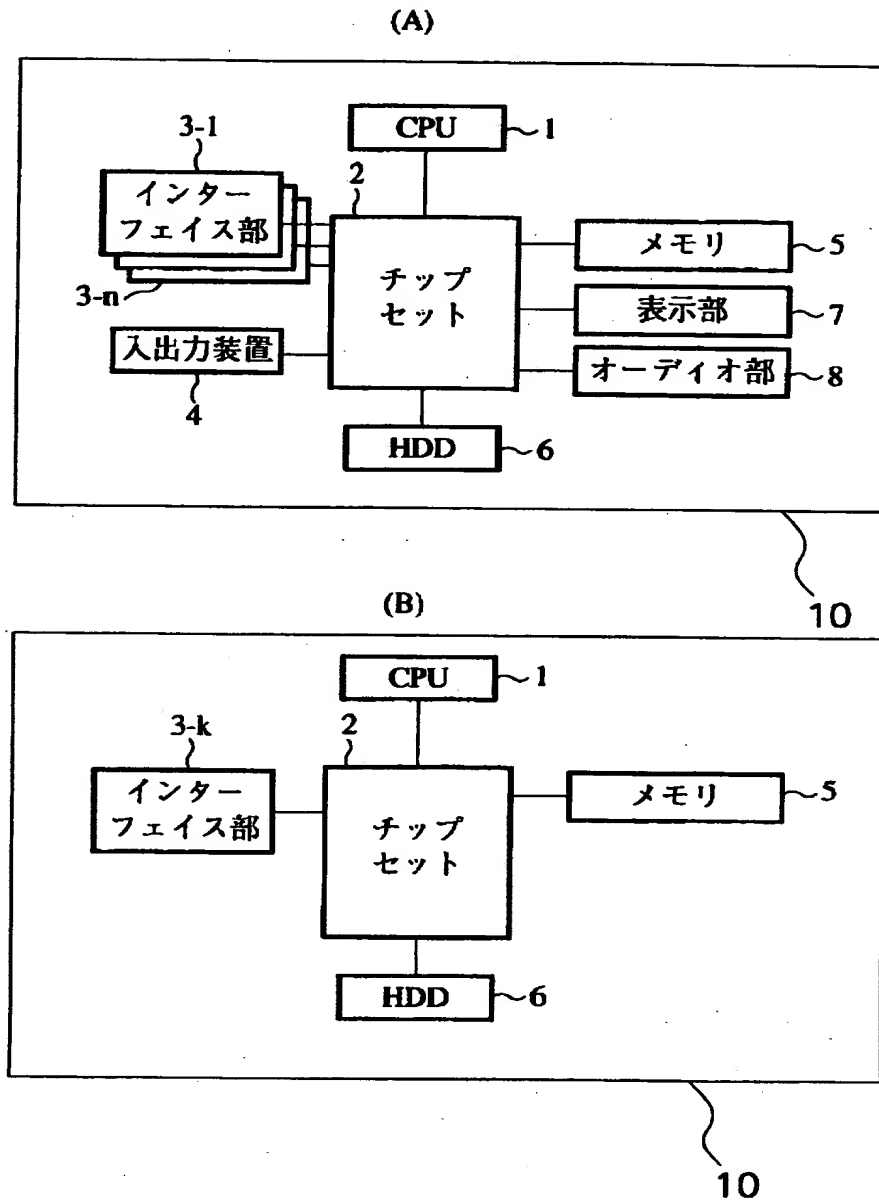 (A)
CPU
1
3-1
2
インター
フェイス部
メモリ
5
チップ
セット
3-n
表示部
7
入出力装置
オーディオ部
8
4
HDD
6
10
(B)
CPU
1
3-k
2
インター
フェイス部
メモリ
5
チップ
セット
HDD
6
10